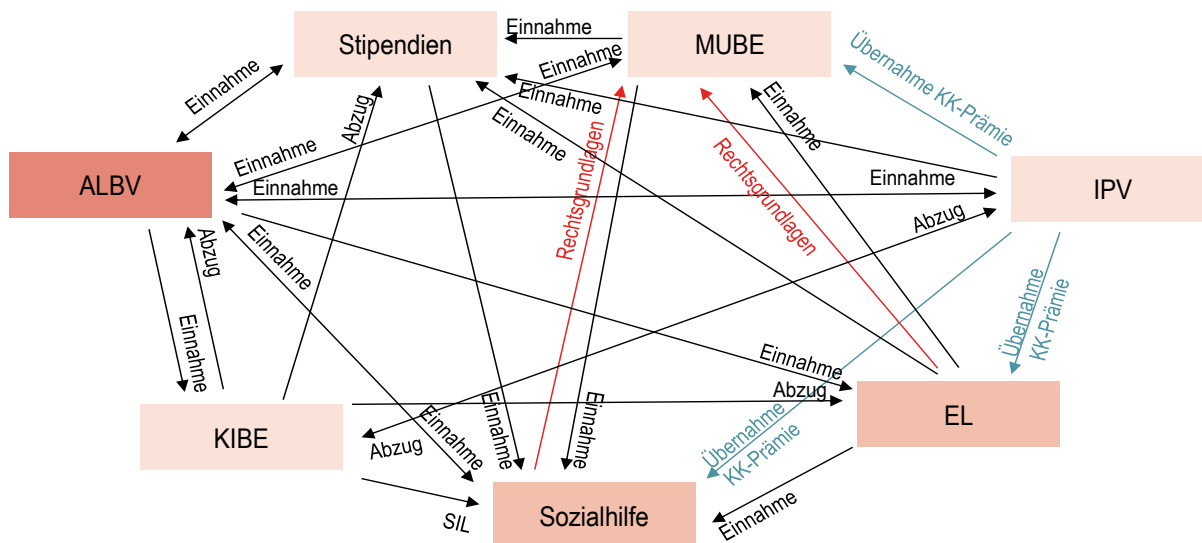 Einnahme
Stipendien
MUBE
Einnahme
Übernahme KK-Prämie
Einnahme
Abzug
Einnahme
Einnahme
Einnahme
Rechtsgrundlagen
Rechtsgrundlagen
Einnahme
ALBV
Einnahme
Einnahme
IPV
Abzug
Abzug
Einnahme
Übernahme
KK-Prämie
Einnahme
Einnahme
Abzug
KIBE
Abzug
Einnahme
Einnahme
Einnahme
Übernahme
KK-Prämie
EL
SIL
Sozialhilfe
Einnahme